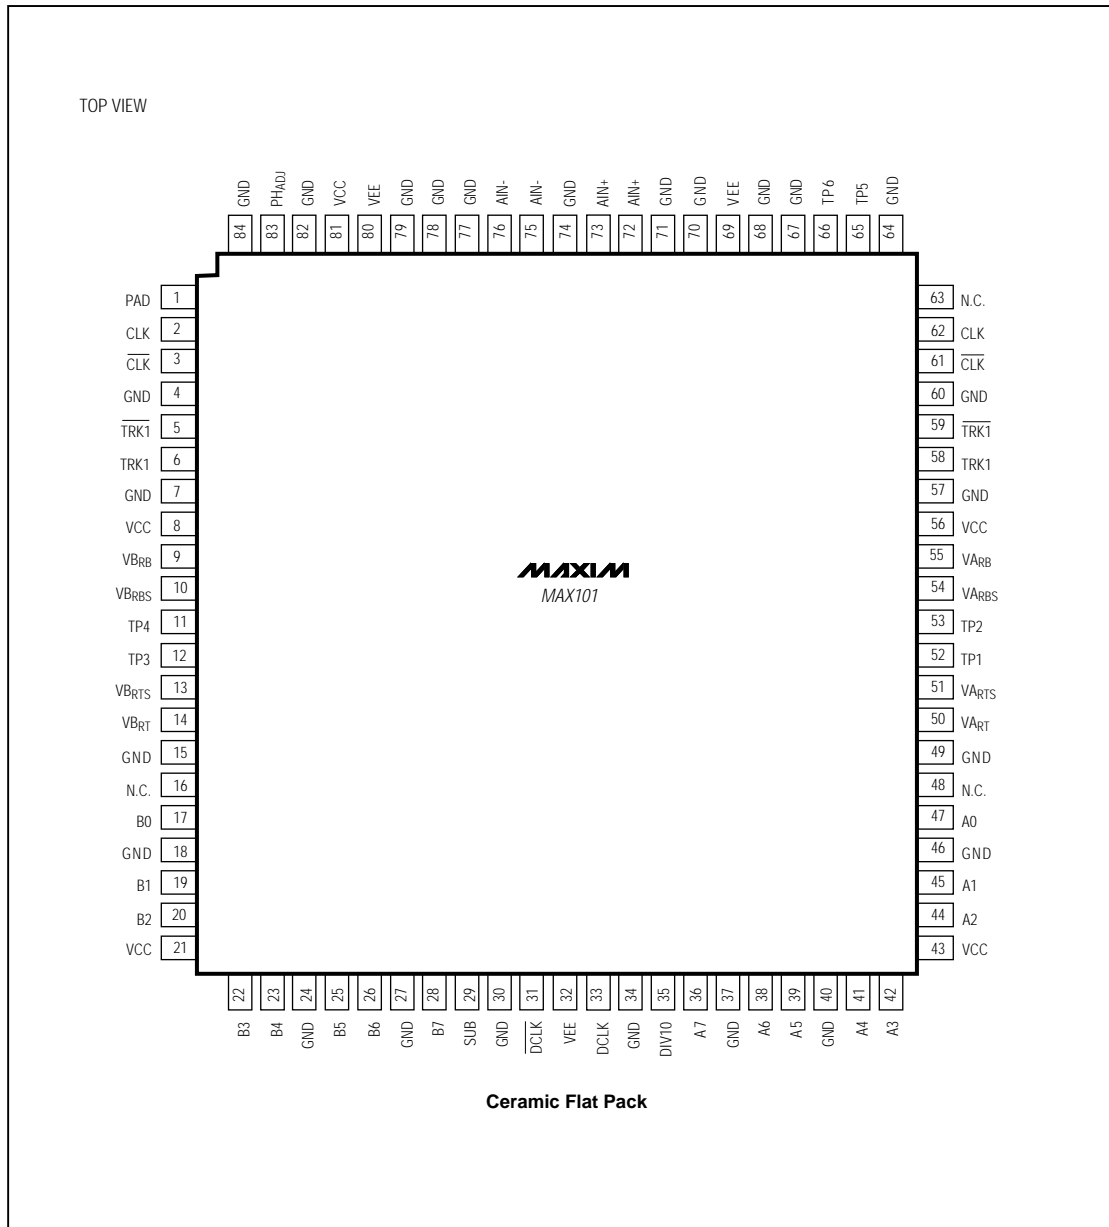 TOP VIEW
84 GND
83 PHADJ
82 GND
81 VCC
80 VEE
79 GND
78 GND
77 GND
76 AIN-
75 AIN-
74 GND
73 AIN+
72 AIN+
71 GND
70 GND
69 VEE
68 GND
67 GND
66 TP6
65 TP5
64 GND
PAD 1
CLK 2
C̅L̅K̅ 3
GND 4
T̅R̅K̅1̅ 5
TRK1 6
GND 7
VCC 8
VBRB 9
VBRBS 10
TP4 11
TP3 12
VBRTS 13
VBRT 14
GND 15
N.C. 16
B0 17
GND 18
B1 19
B2 20
VCC 21
63 N.C.
62 CLK
61 C̅L̅K̅
60 GND
59 T̅R̅K̅1̅
58 TRK1
57 GND
56 VCC
55 VARB
54 VARBS
53 TP2
52 TP1
51 VARTS
50 VART
49 GND
48 N.C.
47 A0
46 GND
45 A1
44 A2
43 VCC
MAXIM
MAX101
22 B3
23 B4
24 GND
25 B5
26 B6
27 GND
28 B7
29 SUB
30 GND
31 D̅C̅L̅K̅
32 VEE
33 DCLK
34 GND
35 DIV10
36 A7
37 GND
38 A6
39 A5
40 GND
41 A4
42 A3
Ceramic Flat Pack